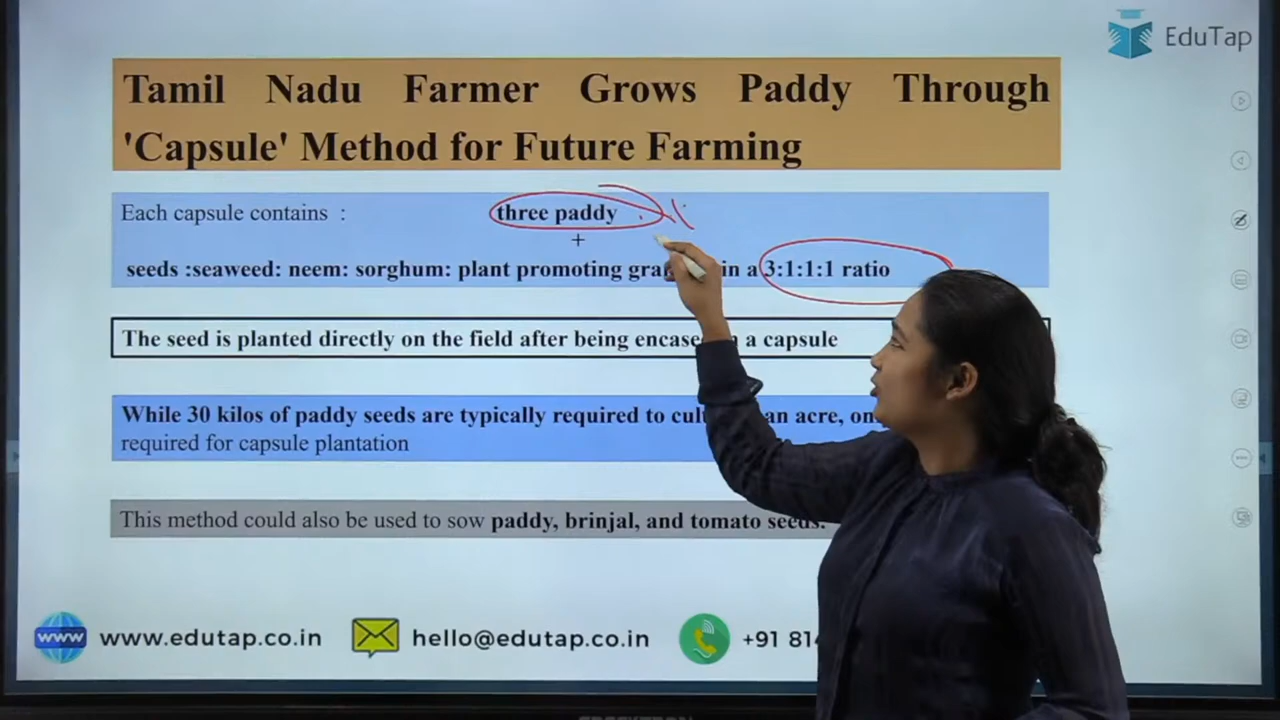 EduTap
Tamil Nadu Farmer Grows Paddy Through
'Capsule' Method for Future Farming
Each capsule contains : three paddy
+
seeds :seaweed: neem: sorghum: plant promoting in a 3:1:1:1 ratio
The seed is planted directly on the field after being a capsule
While 30 kilos of paddy seeds are typically required to an acre,
required for capsule plantation
This method could also be used to sow paddy, brinjal, and tomato seeds.
www www.edutap.co.in hello@edutap.co.in +91 81